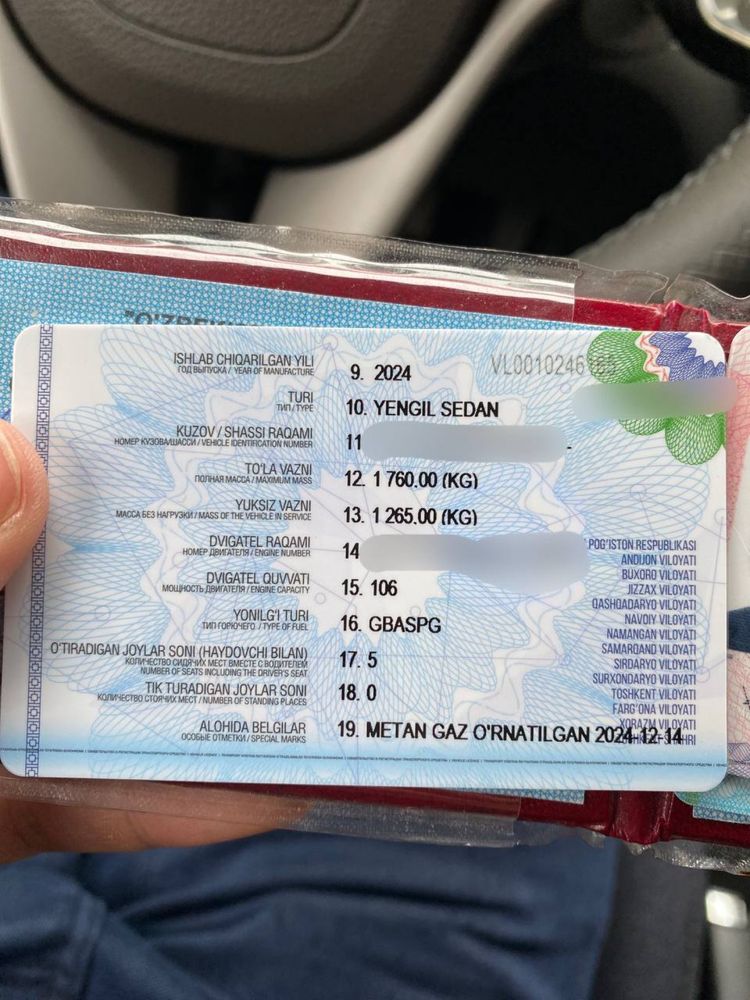 ISHLAB CHIQARILGAN YILI
ГОД ВЫПУСКА / YEAR OF MANUFACTURE
9. 2024
TURI
ТИП / TYPE
10. YENGIL SEDAN
KUZOV / SHASSI RAQAMI
НОМЕР КУЗОВА/ШАССИ / VEHICLE IDENTIFICATION NUMBER
11
TO'LA VAZNI
ПОЛНАЯ МАССА / MAXIMUM MASS
12. 1 760.00 (KG)
YUKSIZ VAZNI
МАССА БЕЗ НАГРУЗКИ / MASS OF THE VEHICLE IN SERVICE
13. 1 265.00 (KG)
DVIGATEL RAQAMI
НОМЕР ДВИГАТЕЛЯ / ENGINE NUMBER
14
DVIGATEL QUVVATI
МОЩНОСТЬ ДВИГАТЕЛЯ / ENGINE CAPACITY
15. 106
YONILG'I TURI
ТИП ГОРЮЧЕГО / TYPE OF FUEL
16. GBASPG
O'TIRADIGAN JOYLAR SONI (HAYDOVCHI BILAN)
КОЛИЧЕСТВО СИДЯЧИХ МЕСТ ВМЕСТЕ С ВОДИТЕЛЕМ
NUMBER OF SEATS INCLUDING THE DRIVER'S SEAT
17. 5
TIK TURADIGAN JOYLAR SONI
КОЛИЧЕСТВО СТОЯЧИХ МЕСТ / NUMBER OF STANDING PLACES
18. 0
ALOHIDA BELGILAR
ОСОБЫЕ ОТМЕТКИ / SPECIAL MARKS
19. METAN GAZ O'RNATILGAN 2024-12-14
RESPUBLIKASI
ANDIJON VILOYATI
BUXORO VILOYATI
JIZZAX VILOYATI
QASHQADARYO VILOYATI
NAVOIY VILOYATI
NAMANGAN VILOYATI
SAMARQAND VILOYATI
SIRDARYO VILOYATI
SURXONDARYO VILOYATI
TOSHKENT VILOYATI
FARG'ONA VILOYATI
XORAZM VILOYATI